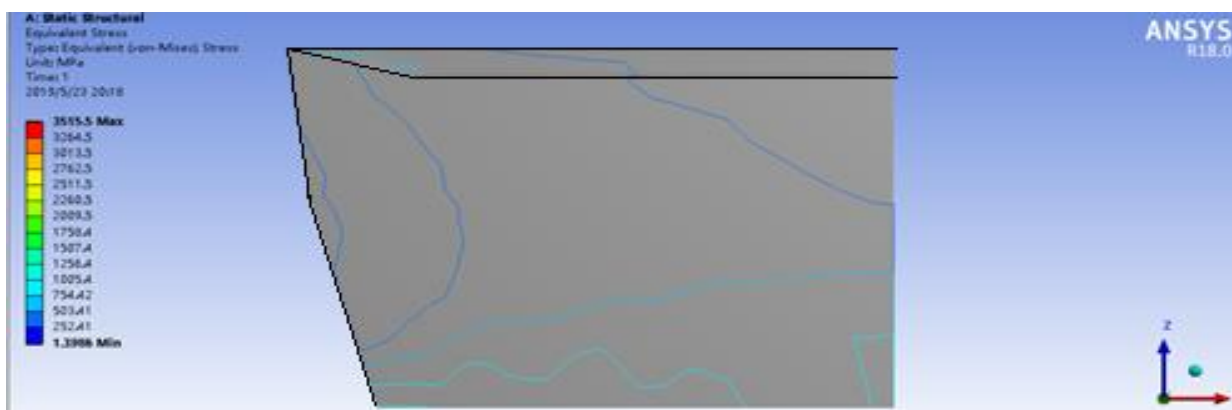 A: Static Structural
Equivalent Stress
Type: Equivalent (von-Mises) Stress
Unit: MPa
Time: 1
2019/5/23 20:18
3515.5 Max
3264.5
3013.5
2762.5
2511.5
2260.5
2009.5
1758.4
1507.4
1256.4
1005.4
754.42
503.41
252.41
1.3986 Min
ANSYS
R18.0
Z